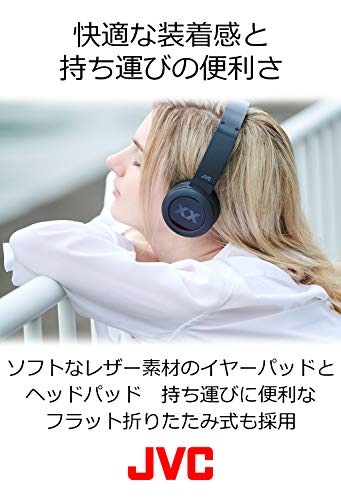 快適な装着感と
持ち運びの便利さ
JVC
XX
ソフトなレザー素材のイヤーパッドと
ヘッドパッド　持ち運びに便利な
フラット折りたたみ式も採用
JVC